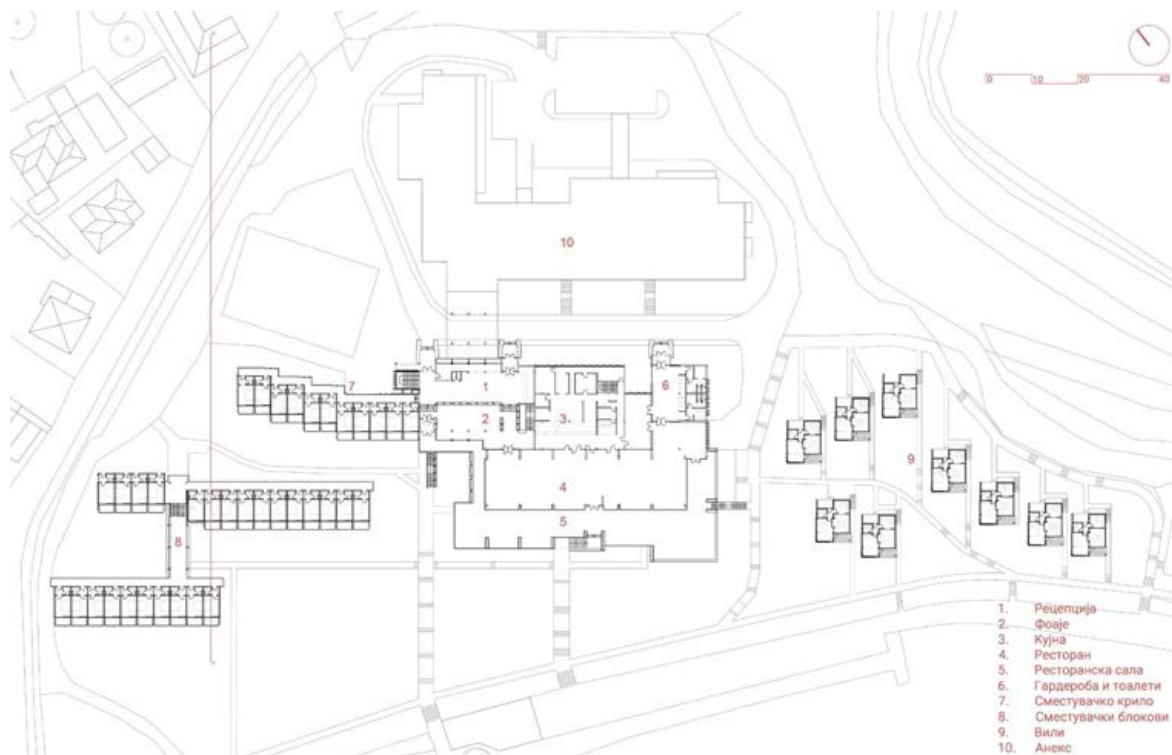 0 10 20 40
10
7
1
6
2
3
4
9
5
8
1. Рецепција
2. Фоаје
3. Кујна
4. Ресторан
5. Ресторанска сала
6. Гардероба и тоалети
7. Сместувачко крило
8. Сместувачки блокови
9. Вили
10. Анекс